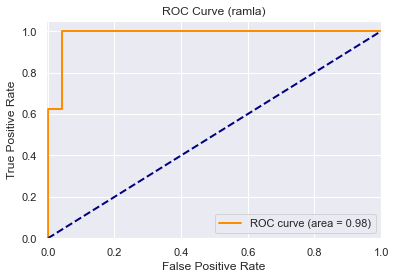 ROC Curve (ramla)
True Positive Rate
1.0
0.8
0.6
0.4
0.2
0.0
ROC curve (area = 0.98)
0.0 0.2 0.4 0.6 0.8 1.0
False Positive Rate